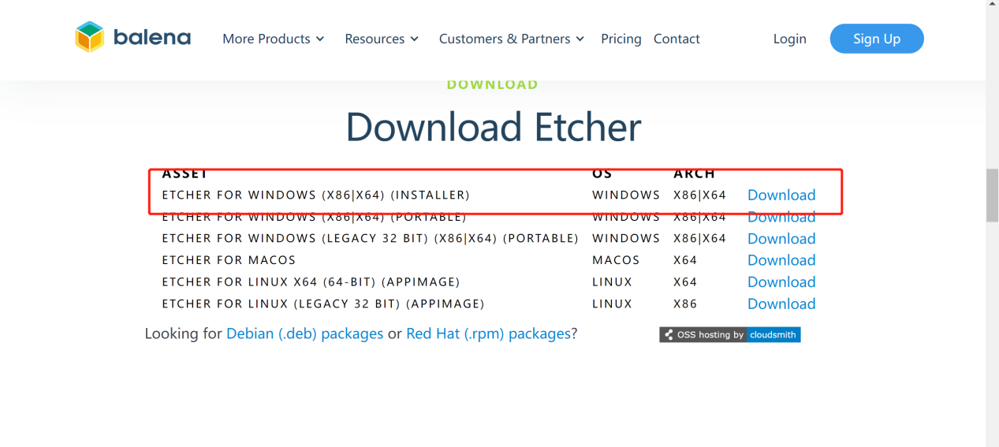 balena More Products Resources Customers & Partners Pricing Contact Login Sign Up
DOWNLOAD
Download Etcher
ASSET OS ARCH
ETCHER FOR WINDOWS (X86|X64) (INSTALLER) WINDOWS X86|X64 Download
ETCHER FOR WINDOWS (X86|X64) (PORTABLE) WINDOWS X86|X64 Download
ETCHER FOR WINDOWS (LEGACY 32 BIT) (X86|X64) (PORTABLE) WINDOWS X86|X64 Download
ETCHER FOR MACOS MACOS X64 Download
ETCHER FOR LINUX X64 (64-BIT) (APPIMAGE) LINUX X64 Download
ETCHER FOR LINUX (LEGACY 32 BIT) (APPIMAGE) LINUX X86 Download
Looking for Debian (.deb) packages or Red Hat (.rpm) packages? OSS hosting by cloudsmith